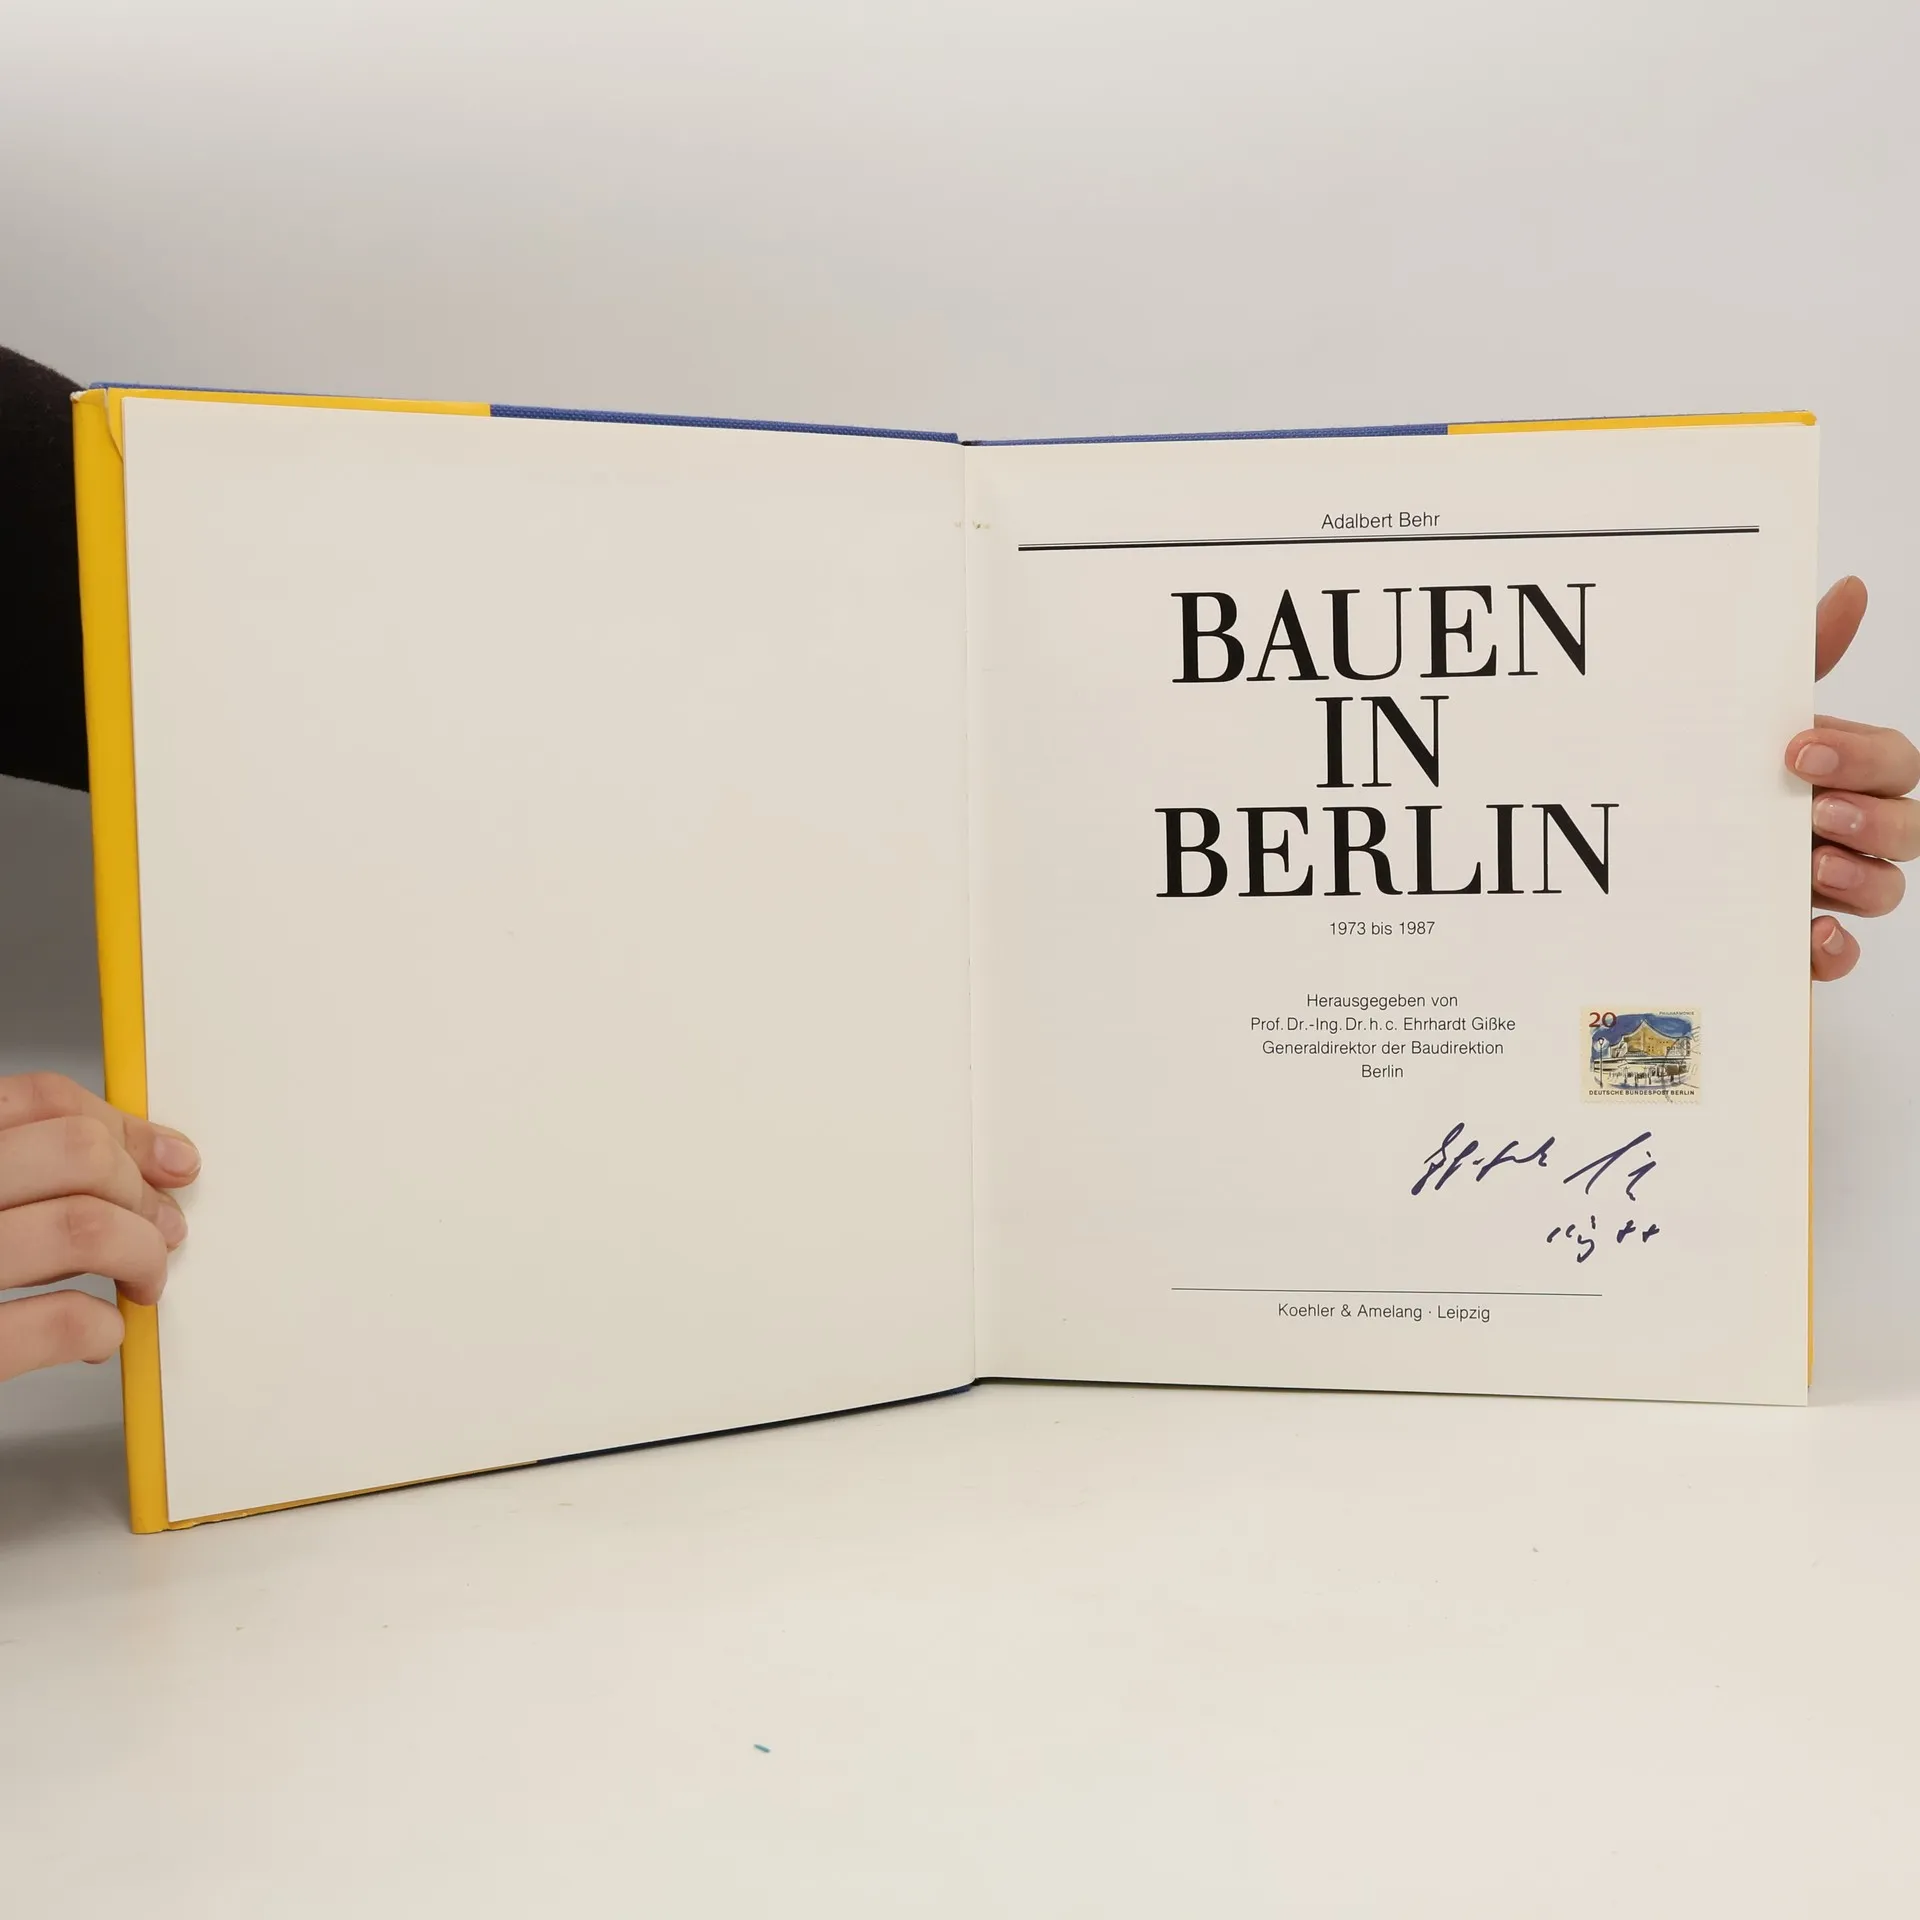 Adalbert Behr
BAUEN
IN
BERLIN
1973 bis 1987
Herausgegeben von
Prof. Dr.-Ing. Dr. h. c. Ehrhardt Gißke
Generaldirektor der Baudirektion
Berlin
20
PHILHARMONIE
DEUTSCHE BUNDESPOST BERLIN
Koehler & Amelang · Leipzig